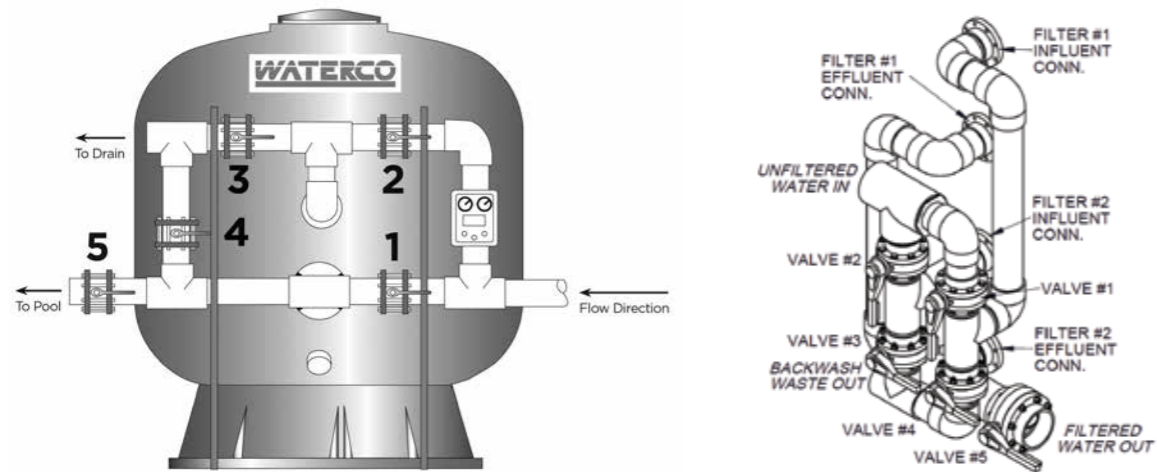 WATERCO
To Drain
3
2
4
5
1
To Pool
Flow Direction
FILTER #1
INFLUENT
CONN.
FILTER #1
EFFLUENT
CONN.
UNFILTERED
WATER IN
FILTER #2
INFLUENT
CONN.
VALVE #2
VALVE #1
VALVE #3
FILTER #2
EFFLUENT
CONN.
BACKWASH
WASTE OUT
VALVE #4
FILTERED
WATER OUT
VALVE #5